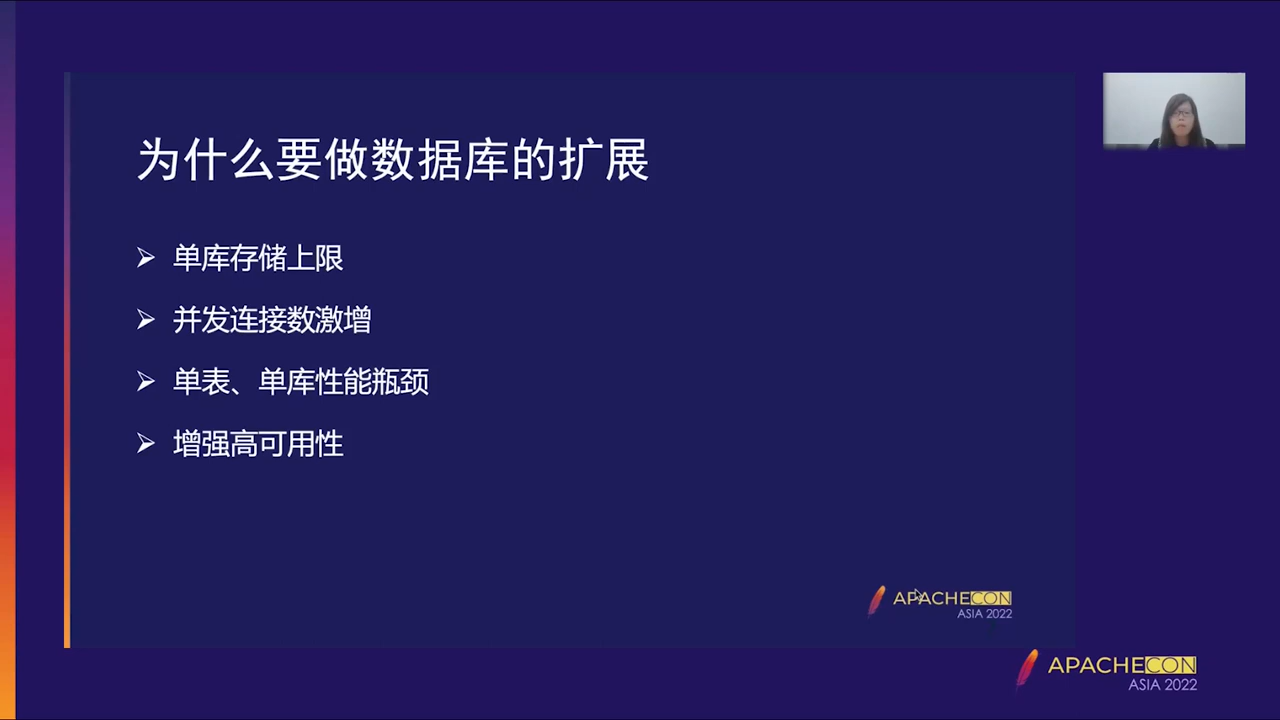 为什么要做数据库的扩展
单库存储上限
并发连接数激增
单表、单库性能瓶颈
增强高可用性
APACHECON
ASIA 2022
APACHECON
ASIA 2022